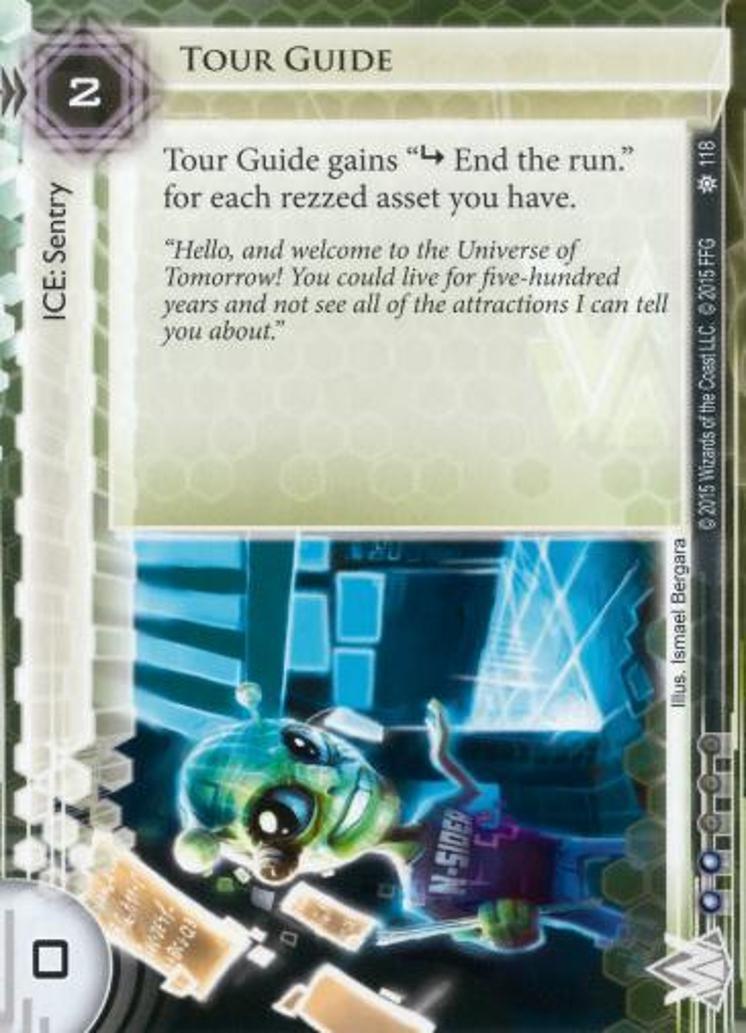 2
TOUR GUIDE
ICE: Sentry
Tour Guide gains “↳ End the run.”
for each rezzed asset you have.
“Hello, and welcome to the Universe of
Tomorrow! You could live for five-hundred
years and not see all of the attractions I can tell
you about.”
118
© 2015 Wizards of the Coast LLC. © 2015 FFG
Illus. Ismael Bergara
N-SIDER